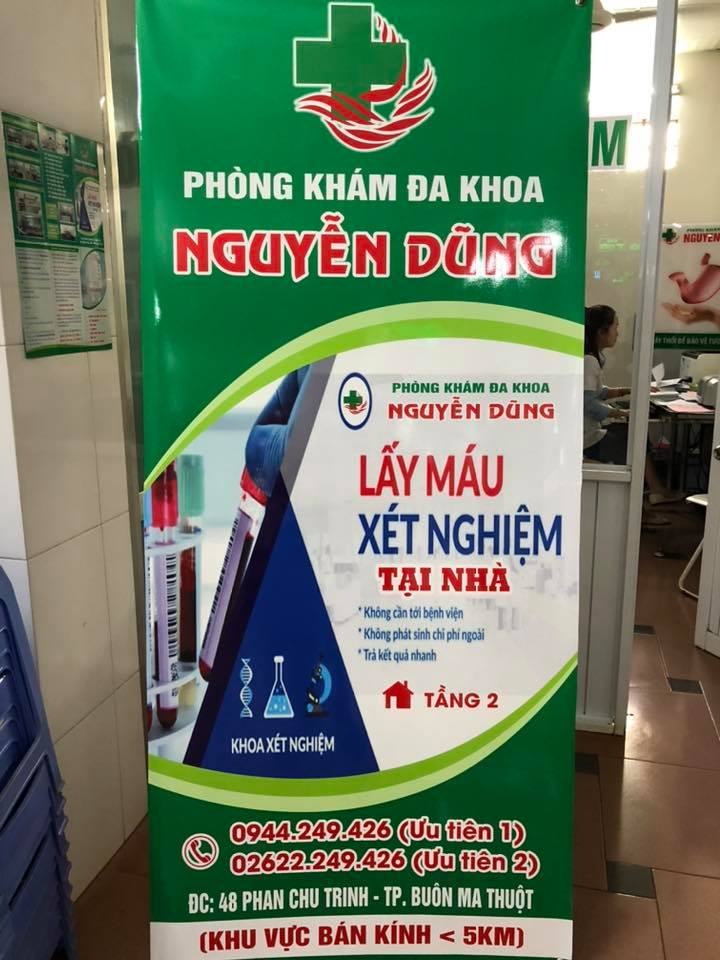 PHÒNG KHÁM ĐA KHOA
NGUYỄN DŨNG
PHÒNG KHÁM ĐA KHOA
NGUYỄN DŨNG
LẤY MÁU
XÉT NGHIỆM
TẠI NHÀ
* Không cần tới bệnh viện
* Không phát sinh chi phí ngoài
* Trả kết quả nhanh
TẦNG 2
KHOA XÉT NGHIỆM
0944.249.426 (Ưu tiên 1)
02622.249.426 (Ưu tiên 2)
ĐC: 48 PHAN CHU TRINH - TP. BUÔN MA THUỘT
(KHU VỰC BÁN KÍNH < 5KM)
M